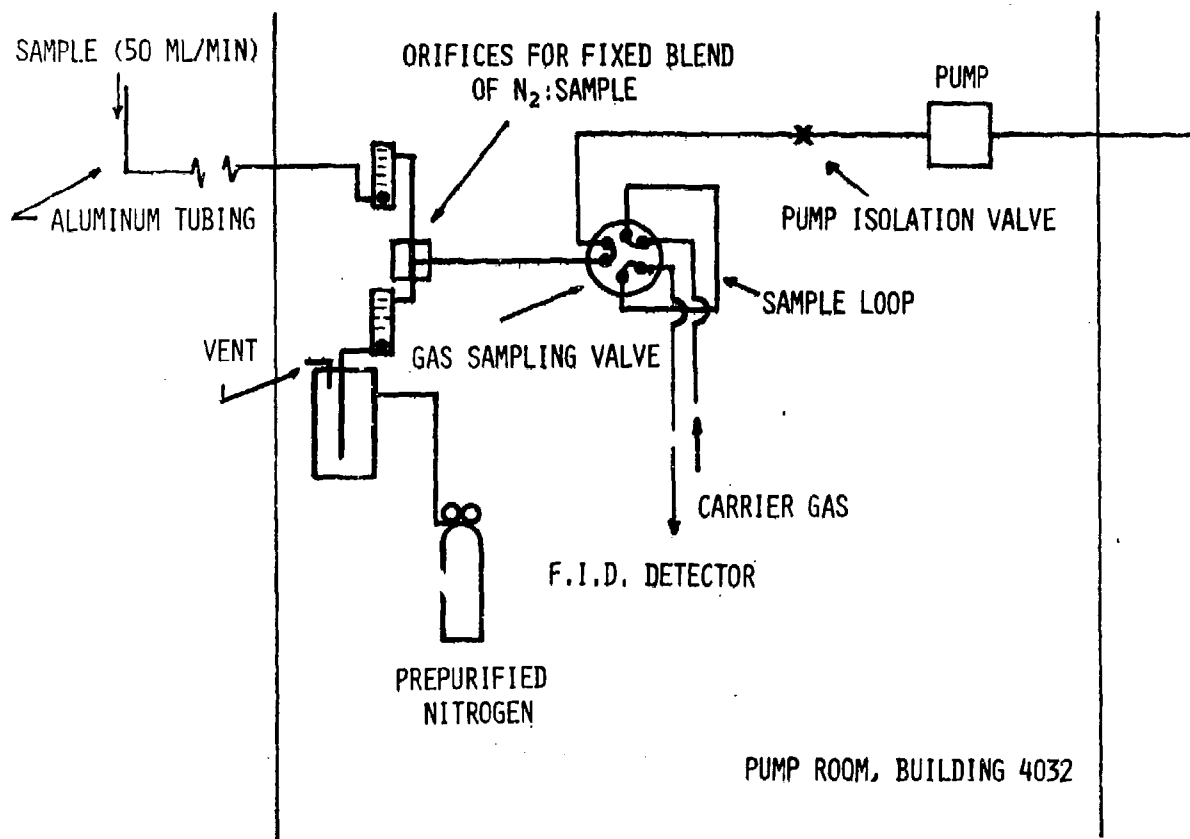 SAMPLE (50 ML/MIN)
ORIFICES FOR FIXED BLEND
OF N₂:SAMPLE
PUMP
ALUMINUM TUBING
PUMP ISOLATION VALVE
SAMPLE LOOP
VENT
GAS SAMPLING VALVE
CARRIER GAS
F.I.D. DETECTOR
PREPURIFIED
NITROGEN
PUMP ROOM, BUILDING 4032